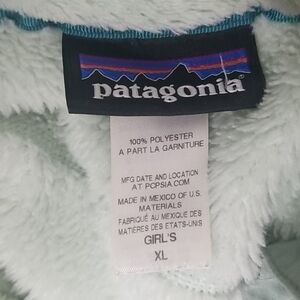 patagonia
100% POLYESTER
A PART LA GARNITURE
MFG DATE AND LOCATION
AT PCPSIA.COM
MADE IN MEXICO OF U.S.
MATERIALS
FABRIQUÉ AU MEXIQUE DES
MATIÈRES DES ETATS-UNIS
GIRL'S
XL